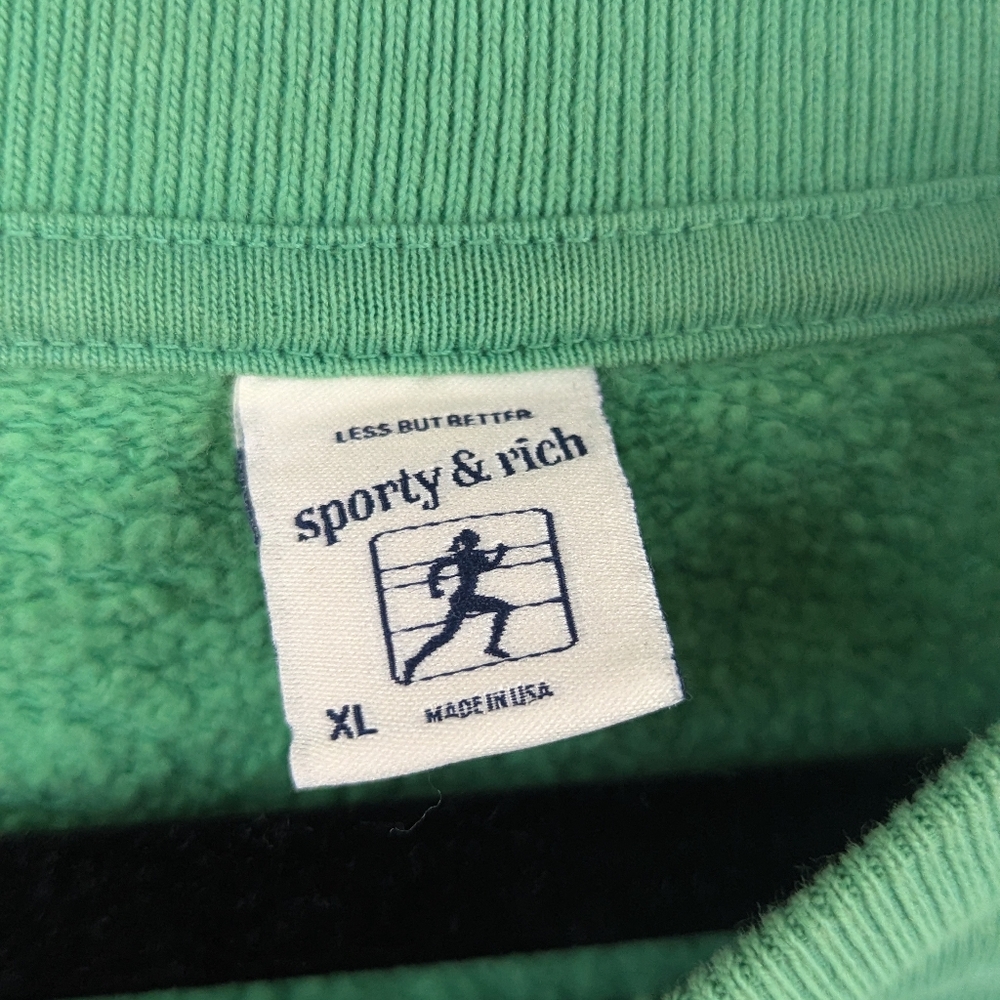 LESS BUT BETTER
sporty & rich
XL
MADE IN USA